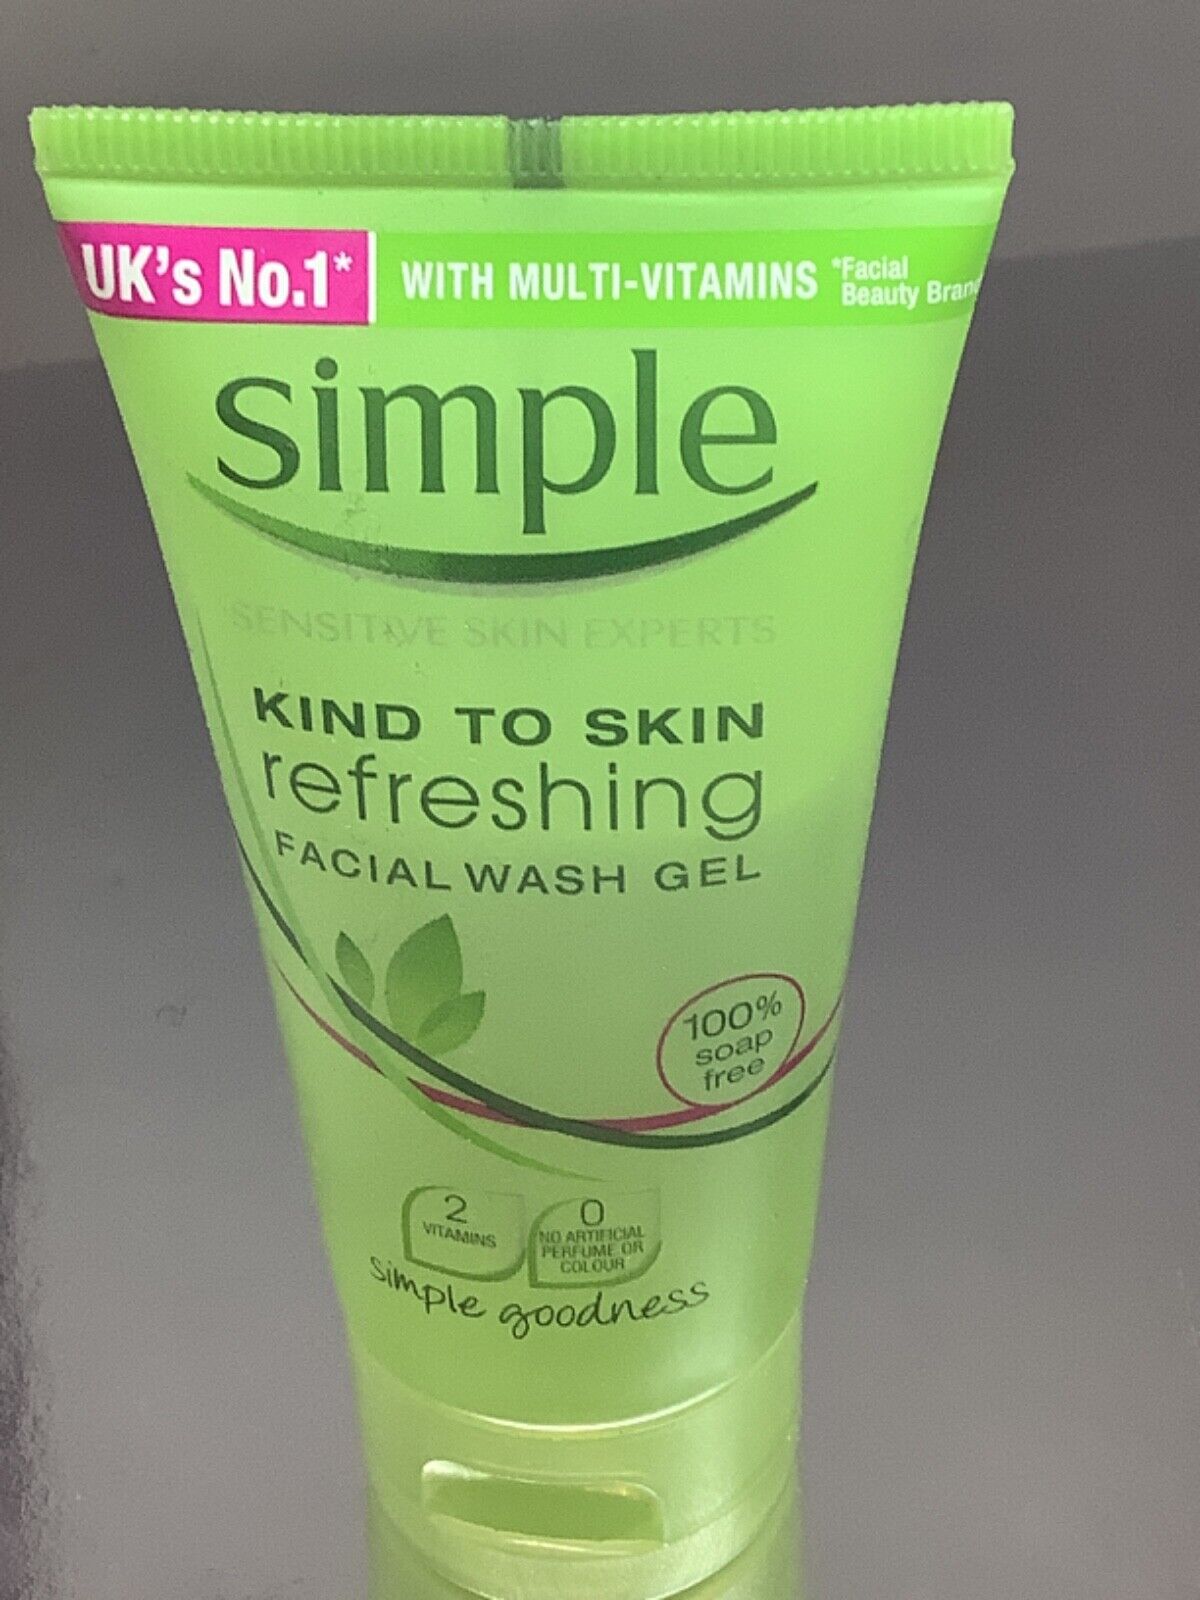 UK's No.1*
WITH MULTI-VITAMINS
*Facial
Beauty Brand
simple
SENSITIVE SKIN EXPERTS
KIND TO SKIN
refreshing
FACIAL WASH GEL
100%
soap
free
2
VITAMINS
0
NO ARTIFICIAL
PERFUME OR
COLOUR
simple goodness